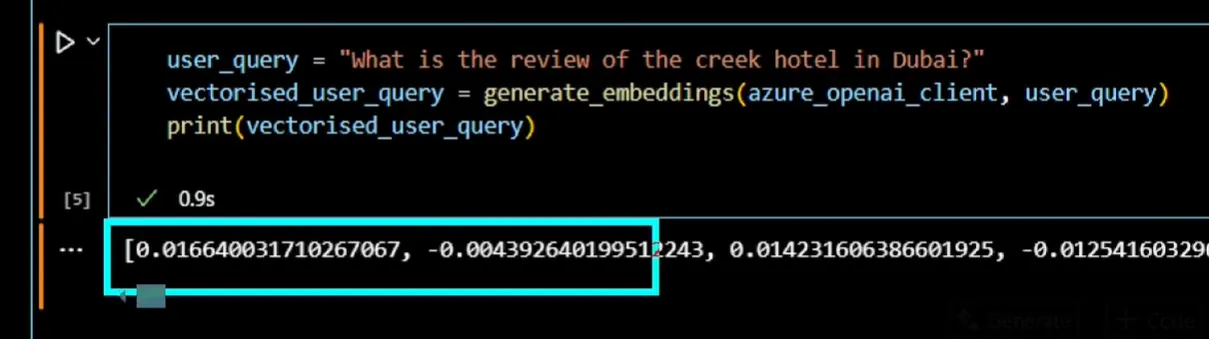 user_query = "What is the review of the creek hotel in Dubai?"
vectorised_user_query = generate_embeddings(azure_openai_client, user_query)
print(vectorised_user_query)
[5] 0.9s
... [0.016640031710267067, -0.004392640199512243, 0.014231606386601925, -0.01254160329
Generate + Code